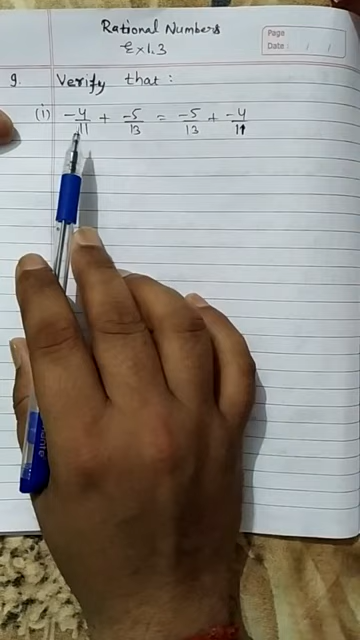 Rational Numbers
Ex 1.3
Page
Date : / /
9. Verify that :
(i) -4/11 + -5/13 = -5/13 + -4/11